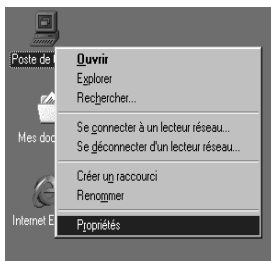 Poste de
Ouvrir
Explorer
Rechercher...
Mes doc
Se connecter à un lecteur réseau...
Se déconnecter d'un lecteur réseau...
Créer un raccourci
Renommer
Internet E
Propriétés